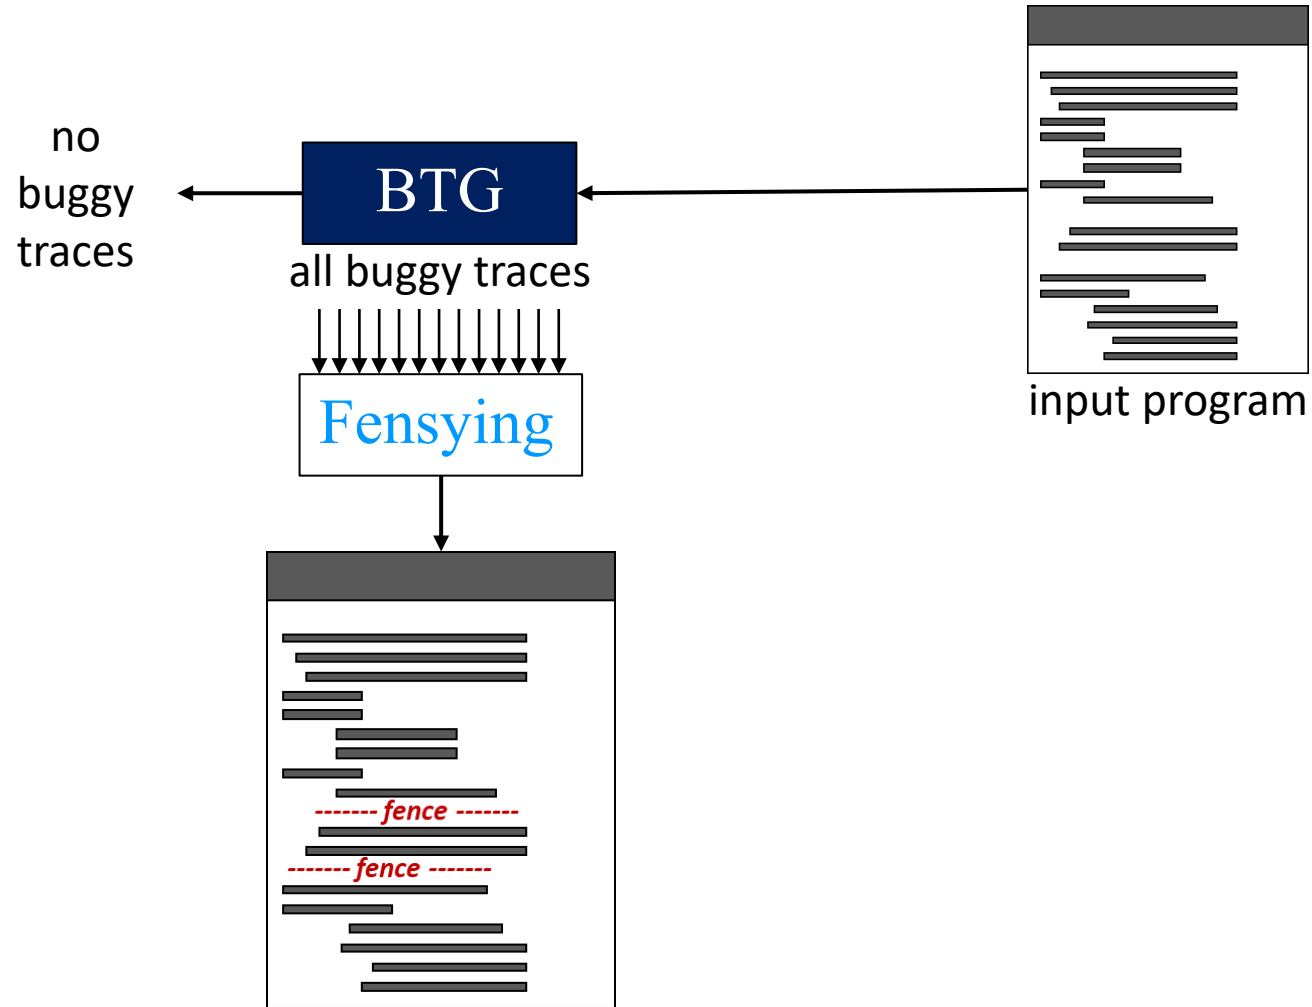 no
buggy
traces
BTG
all buggy traces
Fensying
input program
------- fence -------
------- fence -------